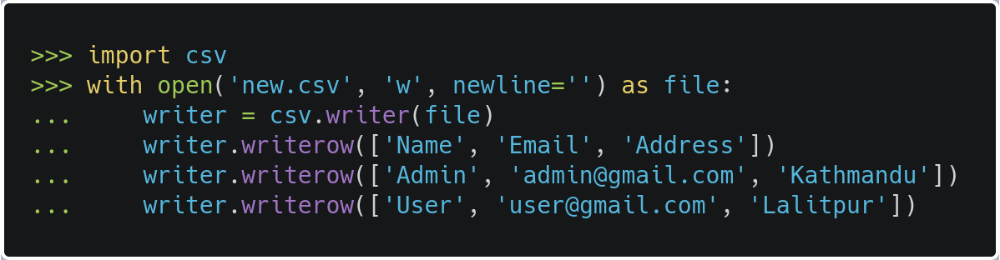 >>> import csv
>>> with open('new.csv', 'w', newline='') as file:
...     writer = csv.writer(file)
...     writer.writerow(['Name', 'Email', 'Address'])
...     writer.writerow(['Admin', 'admin@gmail.com', 'Kathmandu'])
...     writer.writerow(['User', 'user@gmail.com', 'Lalitpur'])